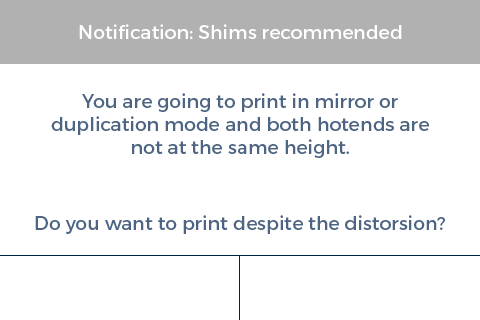 Notification: Shims recommended
You are going to print in mirror or
duplication mode and both hotends are
not at the same height.
Do you want to print despite the distorsion?